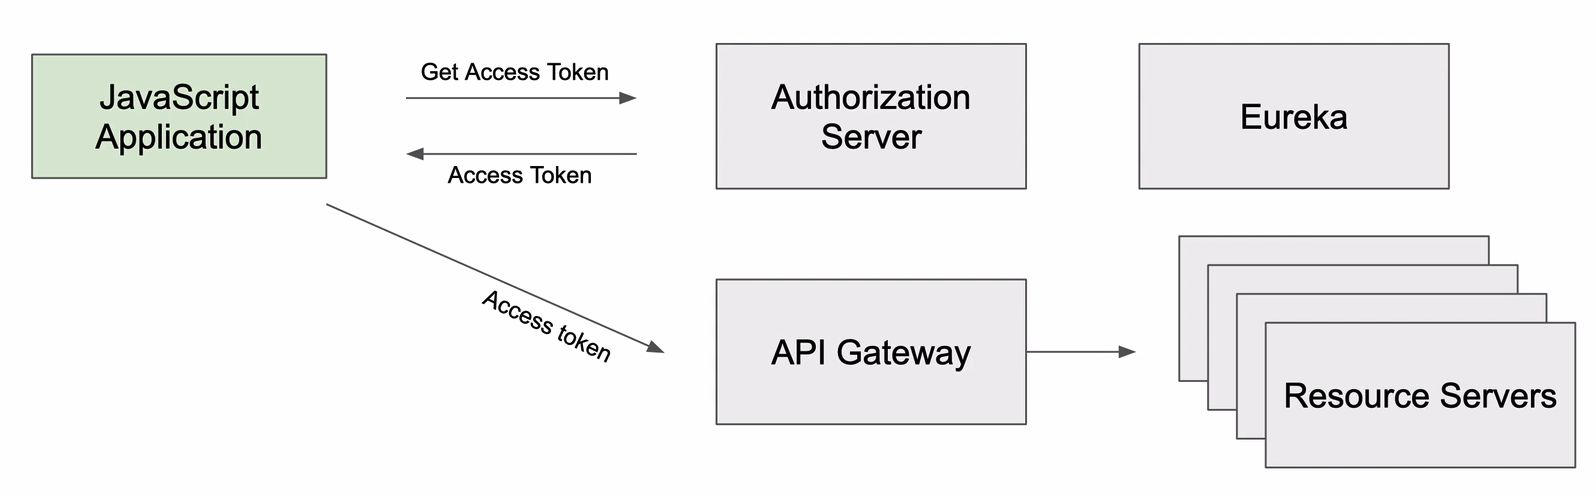 JavaScript
Application
Get Access Token
Access Token
Authorization
Server
Eureka
Access token
API Gateway
Resource Servers